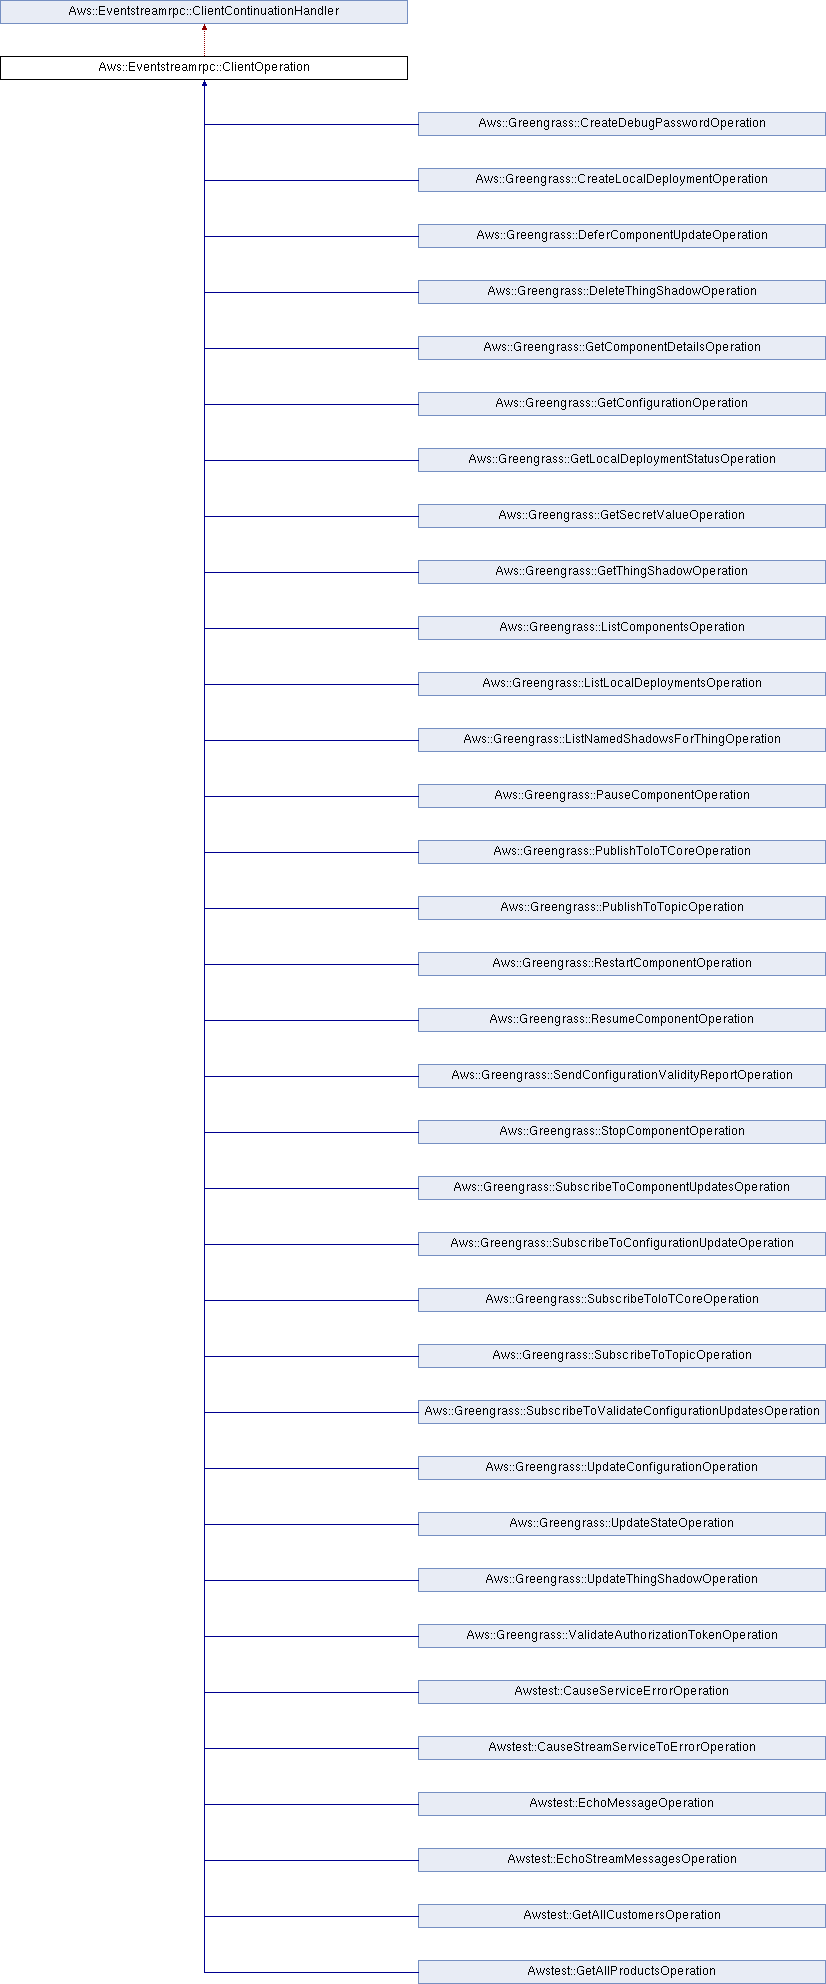 Aws::Eventstreamrpc::ClientContinuationHandler
Aws::Eventstreamrpc::ClientOperation
Aws::Greengrass::CreateDebugPasswordOperation
Aws::Greengrass::CreateLocalDeploymentOperation
Aws::Greengrass::DeferComponentUpdateOperation
Aws::Greengrass::DeleteThingShadowOperation
Aws::Greengrass::GetComponentDetailsOperation
Aws::Greengrass::GetConfigurationOperation
Aws::Greengrass::GetLocalDeploymentStatusOperation
Aws::Greengrass::GetSecretValueOperation
Aws::Greengrass::GetThingShadowOperation
Aws::Greengrass::ListComponentsOperation
Aws::Greengrass::ListLocalDeploymentsOperation
Aws::Greengrass::ListNamedShadowsForThingOperation
Aws::Greengrass::PauseComponentOperation
Aws::Greengrass::PublishToIoTCoreOperation
Aws::Greengrass::PublishToTopicOperation
Aws::Greengrass::RestartComponentOperation
Aws::Greengrass::ResumeComponentOperation
Aws::Greengrass::SendConfigurationValidityReportOperation
Aws::Greengrass::StopComponentOperation
Aws::Greengrass::SubscribeToComponentUpdatesOperation
Aws::Greengrass::SubscribeToConfigurationUpdateOperation
Aws::Greengrass::SubscribeToIoTCoreOperation
Aws::Greengrass::SubscribeToTopicOperation
Aws::Greengrass::SubscribeToValidateConfigurationUpdatesOperation
Aws::Greengrass::UpdateConfigurationOperation
Aws::Greengrass::UpdateStateOperation
Aws::Greengrass::UpdateThingShadowOperation
Aws::Greengrass::ValidateAuthorizationTokenOperation
Awstest::CauseServiceErrorOperation
Awstest::CauseStreamServiceToErrorOperation
Awstest::EchoMessageOperation
Awstest::EchoStreamMessagesOperation
Awstest::GetAllCustomersOperation
Awstest::GetAllProductsOperation